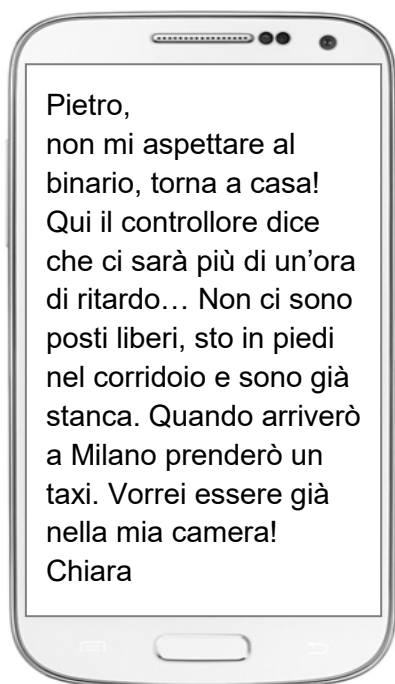 Pietro,
non mi aspettare al
binario, torna a casa!
Qui il controllore dice
che ci sarà più di un’ora
di ritardo… Non ci sono
posti liberi, sto in piedi
nel corridoio e sono già
stanca. Quando arriverò
a Milano prenderò un
taxi. Vorrei essere già
nella mia camera!
Chiara